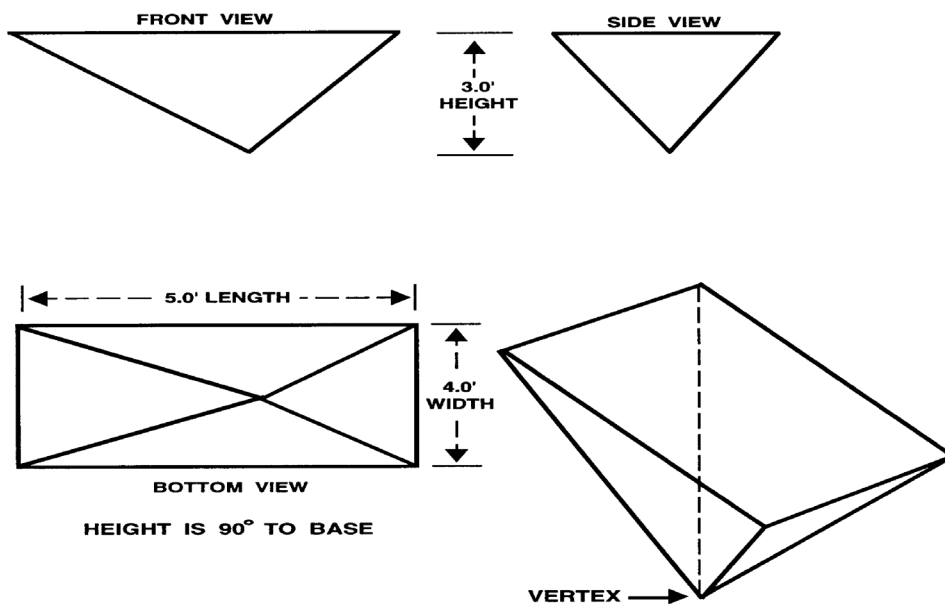 FRONT VIEW
SIDE VIEW
3.0'
HEIGHT
5.0' LENGTH
4.0'
WIDTH
BOTTOM VIEW
HEIGHT IS 90° TO BASE
VERTEX